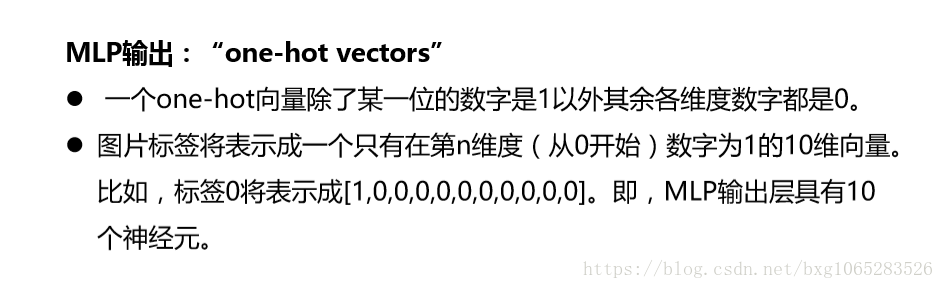 MLP输出：“one-hot vectors”
● 一个one-hot向量除了某一位的数字是1以外其余各维度数字都是0。
● 图片标签将表示成一个只有在第n维度（从0开始）数字为1的10维向量。
比如，标签0将表示成[1,0,0,0,0,0,0,0,0,0,0]。即，MLP输出层具有10
个神经元。
https://blog.csdn.net/bxg1065283526